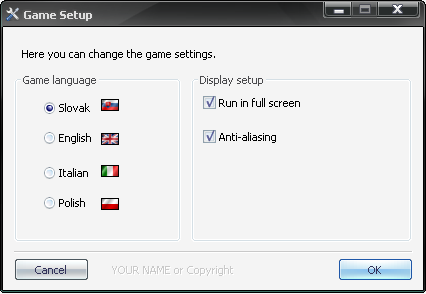 Game Setup
Here you can change the game settings.
Game language
Slovak
English
Italian
Polish
Display setup
Run in full screen
Anti-aliasing
Cancel
YOUR NAME or Copyright
OK